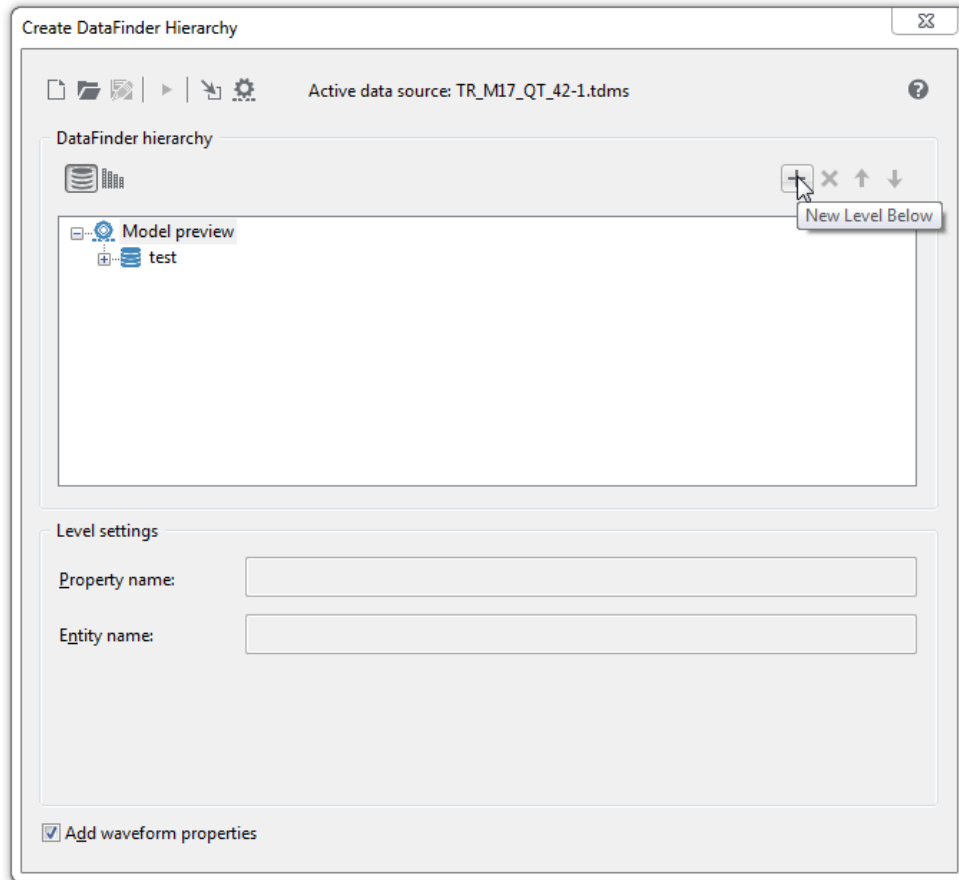 Create DataFinder Hierarchy
Active data source: TR_M17_QT_42-1.tdms
DataFinder hierarchy
New Level Below
Model preview
test
Level settings
Property name:
Entity name:
Add waveform properties